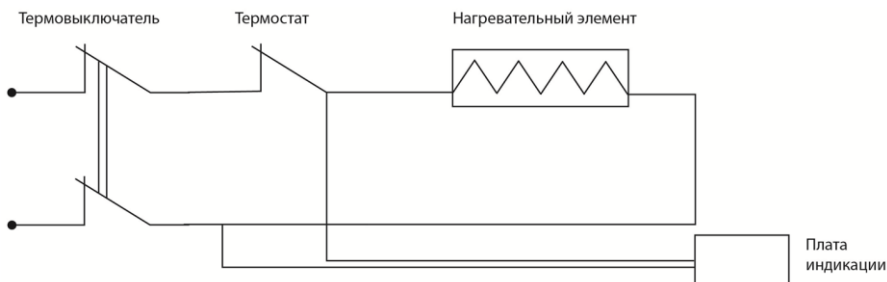 Термовыключатель
Термостат
Нагревательный элемент
Плата
индикации